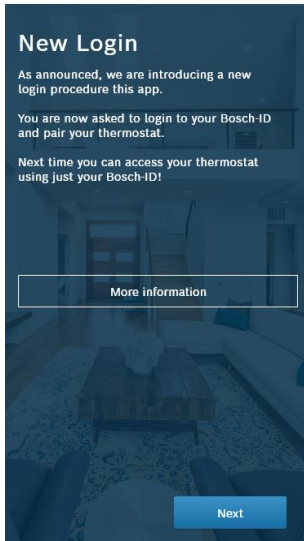 New Login
As announced, we are introducing a new
login procedure this app.
You are now asked to login to your Bosch-ID
and pair your thermostat.
Next time you can access your thermostat
using just your Bosch-ID!
More information
Next